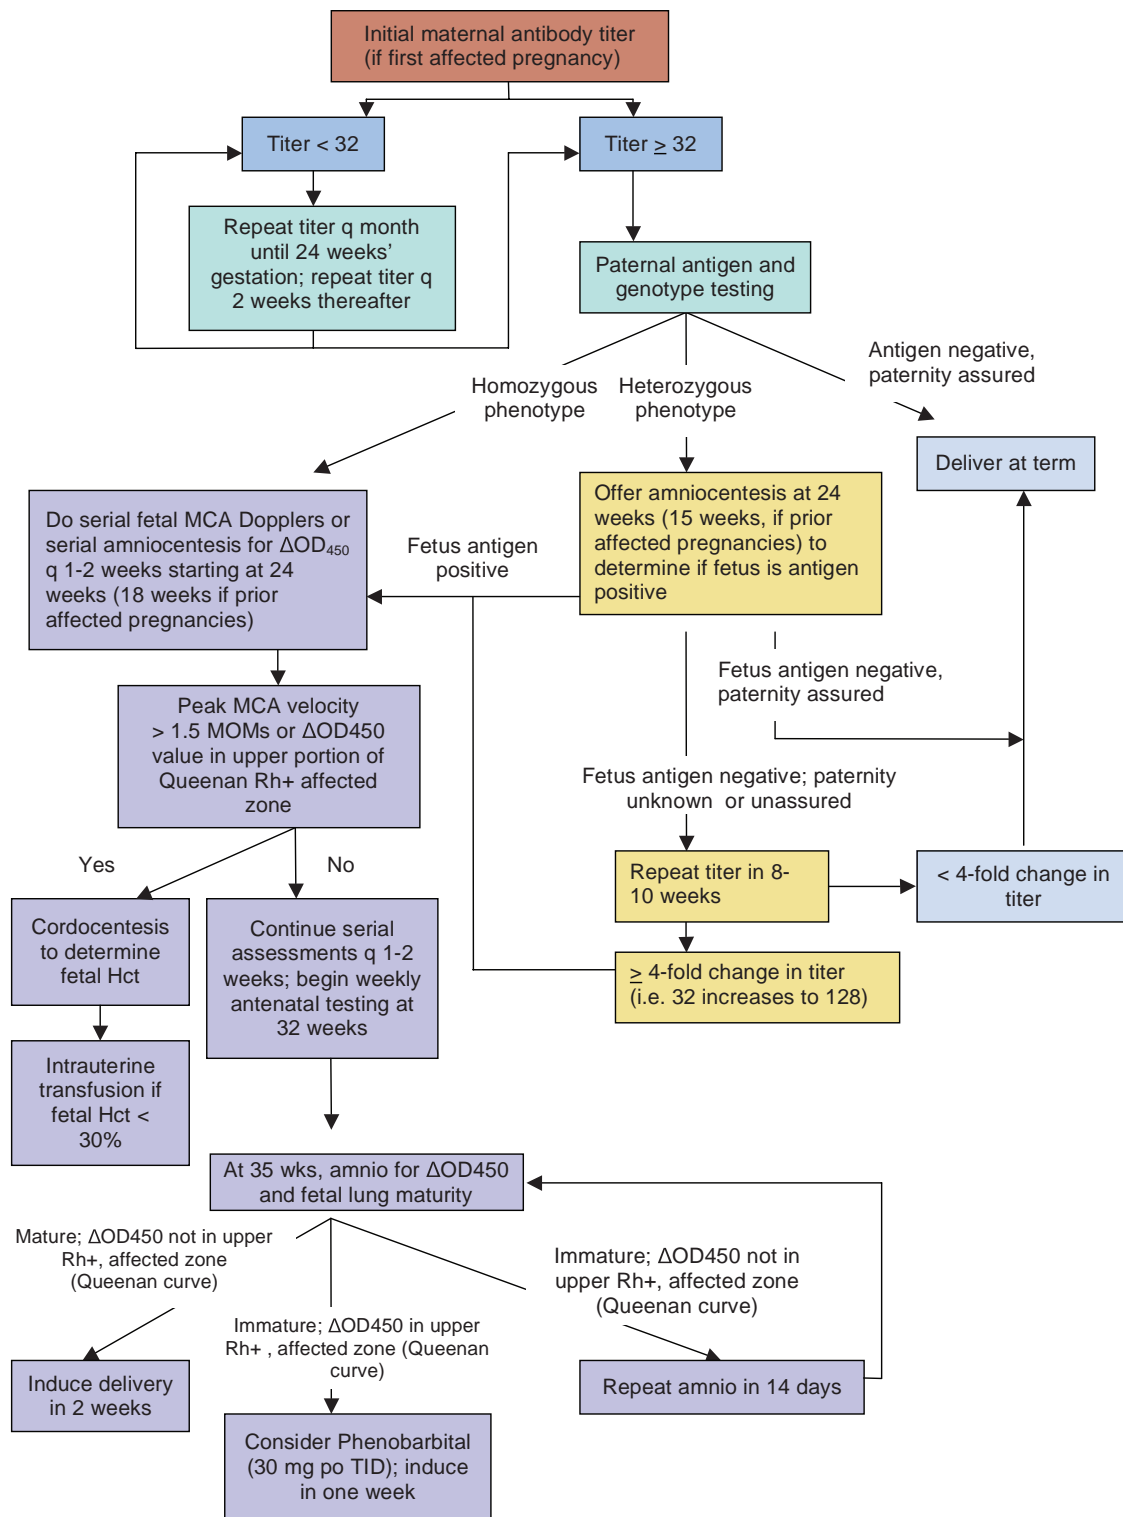 Initial maternal antibody titer
(if first affected pregnancy)
Titer < 32
Titer ≥ 32
Repeat titer q month
until 24 weeks'
gestation; repeat titer q
2 weeks thereafter
Paternal antigen and
genotype testing
Homozygous
phenotype
Heterozygous
phenotype
Antigen negative,
paternity assured
Deliver at term
Do serial fetal MCA Dopplers or
serial amniocentesis for ΔOD₄₅₀
q 1-2 weeks starting at 24
weeks (18 weeks if prior
affected pregnancies)
Fetus antigen
positive
Offer amniocentesis at 24
weeks (15 weeks, if prior
affected pregnancies) to
determine if fetus is antigen
positive
Fetus antigen negative,
paternity assured
Peak MCA velocity
> 1.5 MOMs or ΔOD450
value in upper portion of
Queenan Rh+ affected
zone
Fetus antigen negative; paternity
unknown or unassured
Yes
No
Repeat titer in 8-
10 weeks
< 4-fold change in
titer
Cordocentesis
to determine
fetal Hct
Continue serial
assessments q 1-2
weeks; begin weekly
antenatal testing at
32 weeks
≥ 4-fold change in titer
(i.e. 32 increases to 128)
Intrauterine
transfusion if
fetal Hct <
30%
At 35 wks, amnio for ΔOD450
and fetal lung maturity
Mature; ΔOD450 not in upper
Rh+, affected zone
(Queenan curve)
Immature; ΔOD450 in upper
Rh+ , affected zone (Queenan
curve)
Immature; ΔOD450 not in
upper Rh+, affected zone
(Queenan curve)
Induce delivery
in 2 weeks
Repeat amnio in 14 days
Consider Phenobarbital
(30 mg po TID); induce
in one week